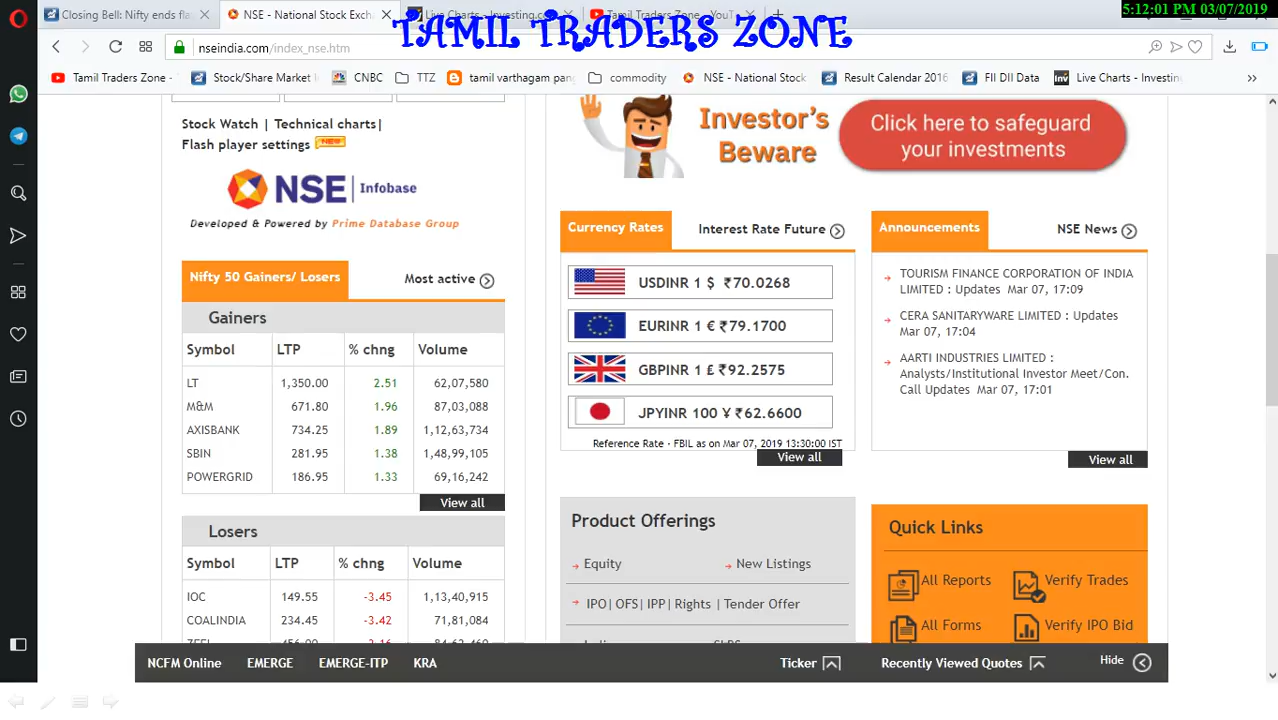 5:12:01 PM 03/07/2019
Closing Bell: Nifty ends fla
NSE - National Stock Exch
Live Charts - Investing.co
Tamil Traders Zone - YouT
TAMIL TRADERS ZONE
nseindia.com/index_nse.htm
Tamil Traders Zone -
Stock/Share Market
CNBC
TTZ
tamil varthagam pang
commodity
NSE - National Stock
Result Calendar 2016
FII DII Data
Inv Live Charts - Investin
»
Stock Watch | Technical charts|
Flash player settings NEW
NSE | Infobase
Developed & Powered by Prime Database Group
Investor's
Beware
Click here to safeguard
your investments
Nifty 50 Gainers/ Losers
Most active
Gainers
Symbol LTP % chng Volume
LT 1,350.00 2.51 62,07,580
M&M 671.80 1.96 87,03,088
AXISBANK 734.25 1.89 1,12,63,734
SBIN 281.95 1.38 1,48,99,105
POWERGRID 186.95 1.33 69,16,242
View all
Losers
Symbol LTP % chng Volume
IOC 149.55 -3.45 1,13,40,915
COALINDIA 234.45 -3.42 71,81,084
Currency Rates
Interest Rate Future
USDINR 1 $ ₹70.0268
EURINR 1 € ₹79.1700
GBPINR 1 £ ₹92.2575
JPYINR 100 ¥ ₹62.6600
Reference Rate - FBIL as on Mar 07, 2019 13:30:00 IST
View all
Announcements
NSE News
TOURISM FINANCE CORPORATION OF INDIA
LIMITED : Updates Mar 07, 17:09
CERA SANITARYWARE LIMITED : Updates
Mar 07, 17:04
AARTI INDUSTRIES LIMITED :
Analysts/Institutional Investor Meet/Con.
Call Updates Mar 07, 17:01
View all
Product Offerings
Equity
New Listings
IPO| OFS| IPP| Rights | Tender Offer
Quick Links
All Reports
Verify Trades
All Forms
Verify IPO Bid
NCFM Online
EMERGE
EMERGE-ITP
KRA
Ticker
Recently Viewed Quotes
Hide